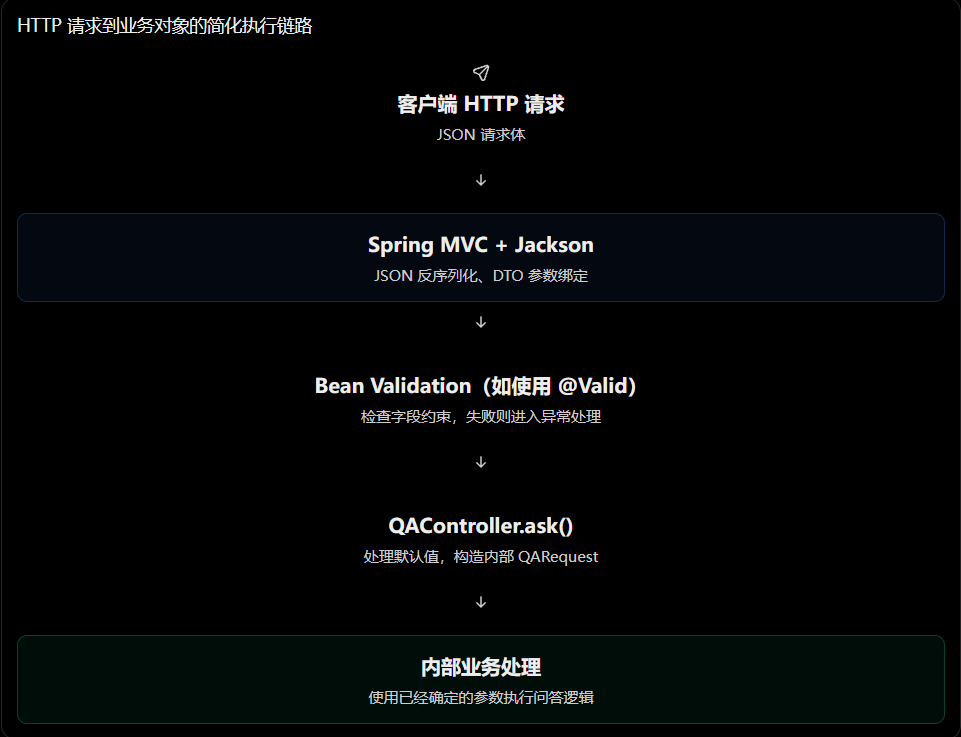 HTTP 请求到业务对象的简化执行链路
客户端 HTTP 请求
JSON 请求体
Spring MVC + Jackson
JSON 反序列化、DTO 参数绑定
Bean Validation（如使用 @Valid）
检查字段约束，失败则进入异常处理
QAController.ask()
处理默认值，构造内部 QARequest
内部业务处理
使用已经确定的参数执行问答逻辑